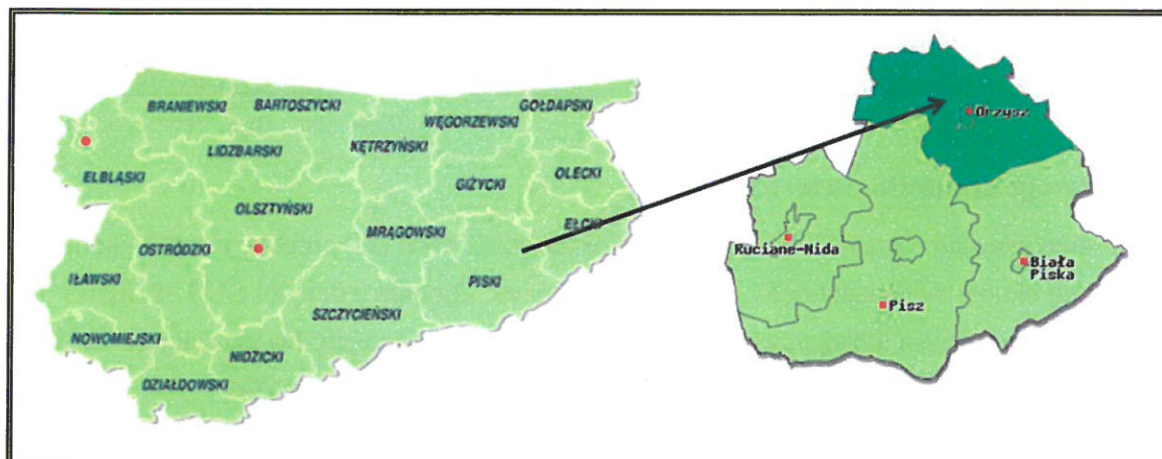 BRANIEWSKI
BARTOSZYCKI
GOŁDAPSKI
WĘGORZEWSKI
KĘTRZYŃSKI
LIDZBARSKI
ELBLĄSKI
GIŻYCKI
OLECKI
OLSZTYŃSKI
EŁCKI
MRĄGOWSKI
OSTRÓDZKI
IŁAWSKI
PISKI
SZCZYCIEŃSKI
NOWOMIEJSKI
NIDZICKI
DZIAŁDOWSKI
Orzysz
Ruciane-Nida
Biała
Piska
Pisz